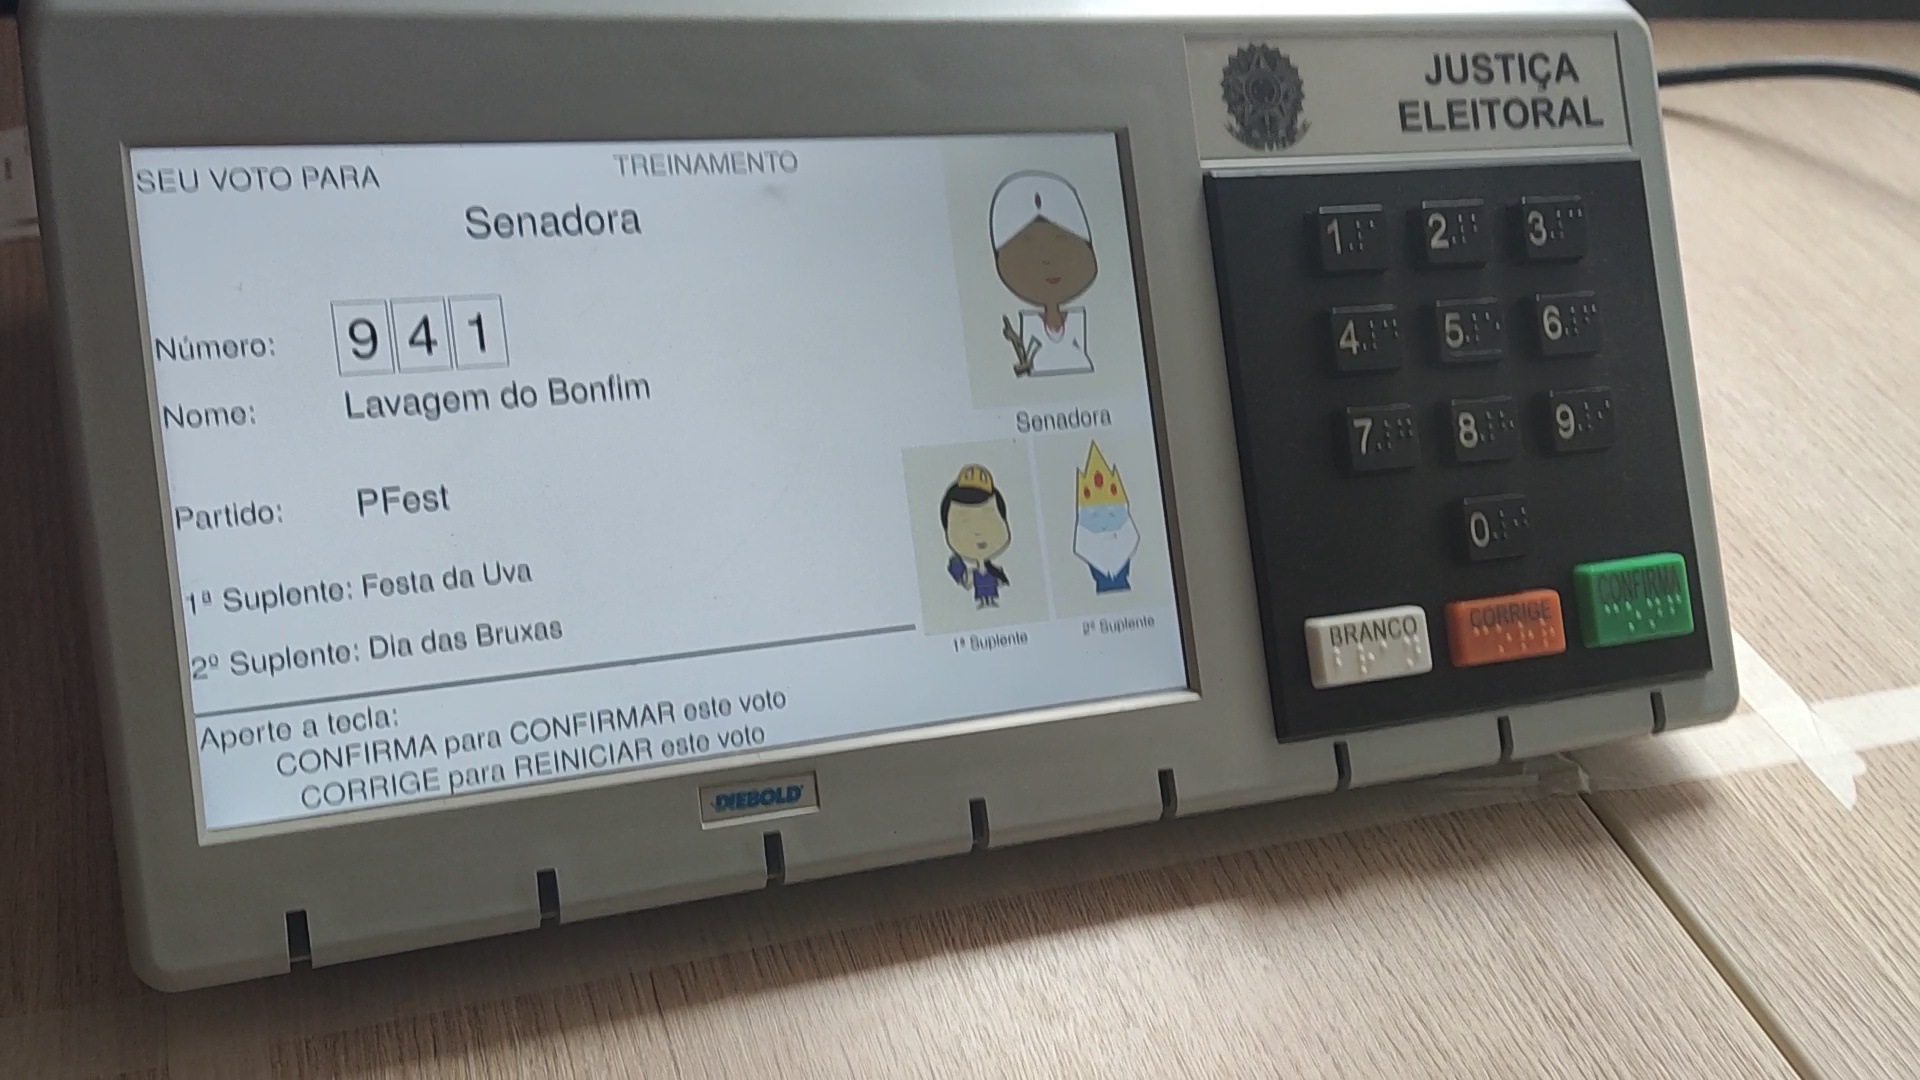 SEU VOTO PARA
TREINAMENTO
Senadora
Número: 9 4 1
Nome: Lavagem do Bonfim
Partido: PFest
1ª Suplente: Festa da Uva
2º Suplente: Dia das Bruxas
Senadora
1ª Suplente
2º Suplente
Aperte a tecla:
CONFIRMA para CONFIRMAR este voto
CORRIGE para REINICIAR este voto
DIEBOLD
JUSTIÇA
ELEITORAL
1 2 3
4 5 6
7 8 9
0
BRANCO CORRIGE CONFIRMA